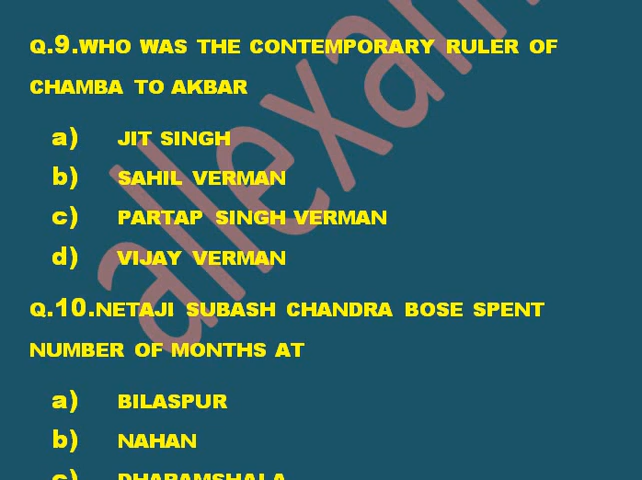 Q.9.WHO WAS THE CONTEMPORARY RULER OF
CHAMBA TO AKBAR
a) JIT SINGH
b) SAHIL VERMAN
c) PARTAP SINGH VERMAN
d) VIJAY VERMAN
Q.10.NETAJI SUBASH CHANDRA BOSE SPENT
NUMBER OF MONTHS AT
a) BILASPUR
b) NAHAN
c) DHARAMSHALA
allexam